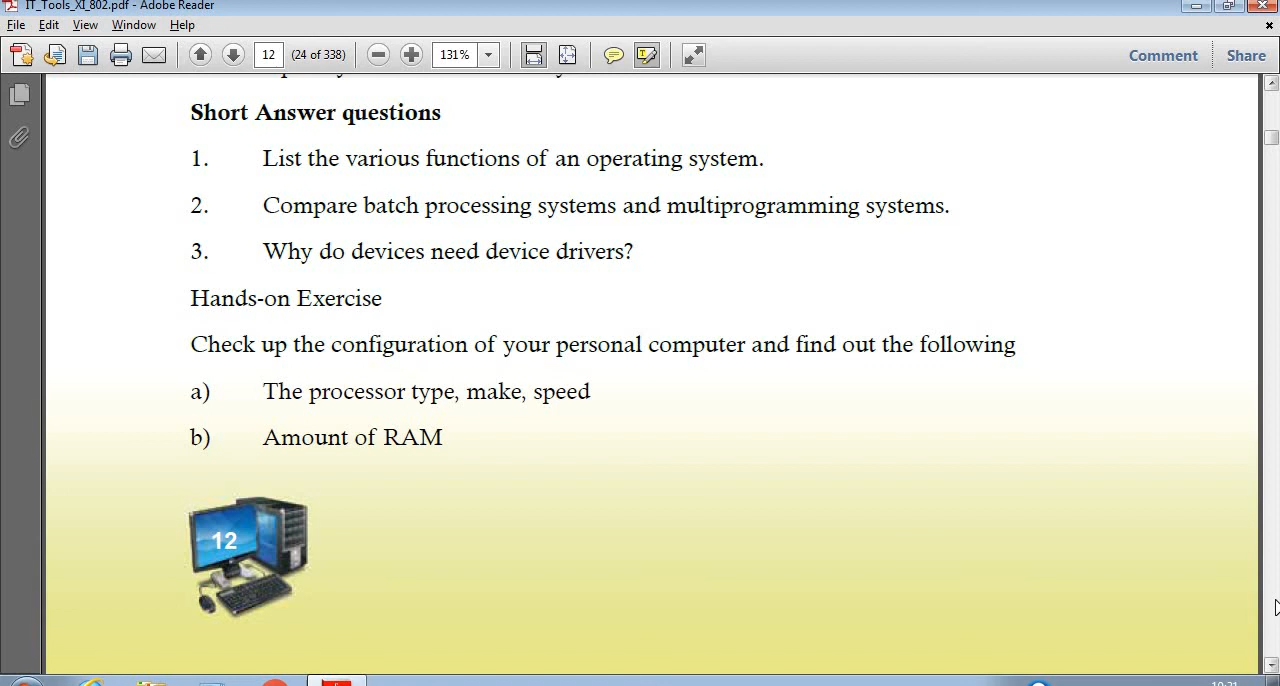 IT_Tools_XI_802.pdf - Adobe Reader
File Edit View Window Help
12 (24 of 338) 131% Comment Share
Short Answer questions
1. List the various functions of an operating system.
2. Compare batch processing systems and multiprogramming systems.
3. Why do devices need device drivers?
Hands-on Exercise
Check up the configuration of your personal computer and find out the following
a) The processor type, make, speed
b) Amount of RAM
12